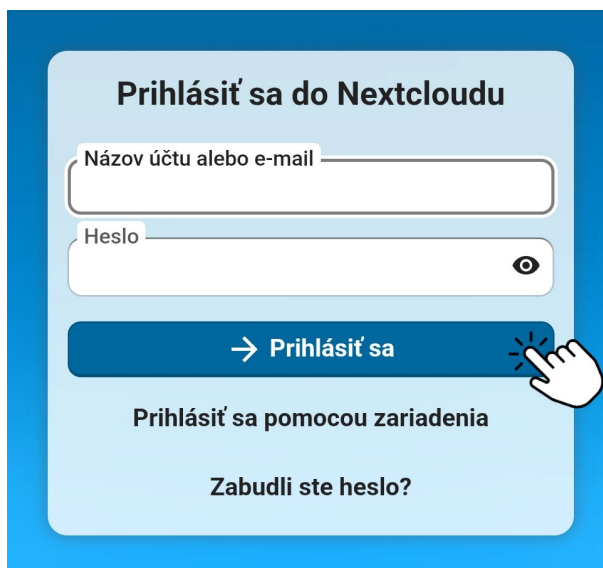 Prihlásiť sa do Nextcloudu
Názov účtu alebo e-mail
Heslo
Prihlásiť sa
Prihlásiť sa pomocou zariadenia
Zabudli ste heslo?